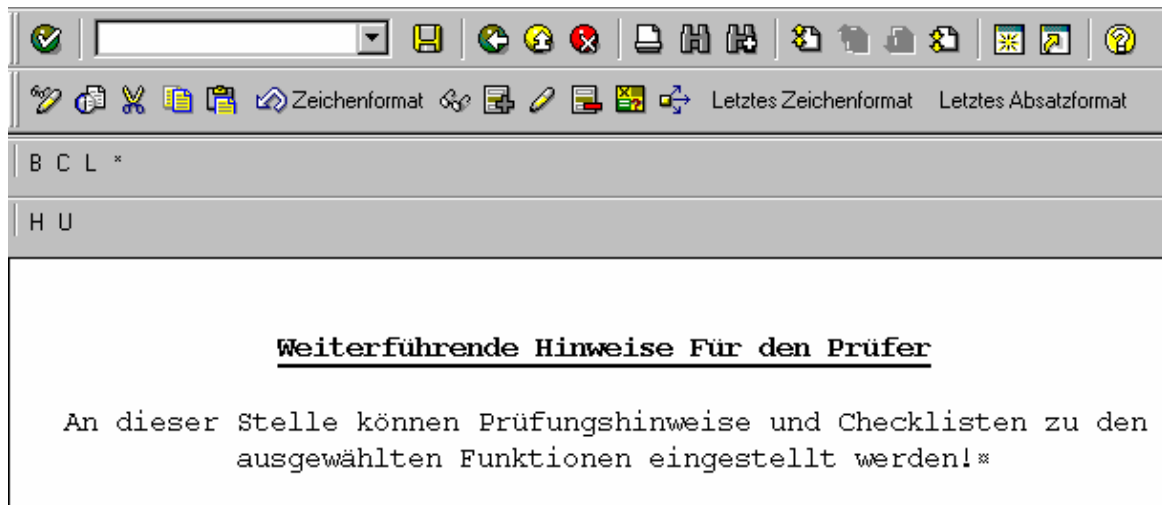 Zeichenformat Letztes Zeichenformat Letztes Absatzformat
B C L *
H U
Weiterführende Hinweise Für den Prüfer
An dieser Stelle können Prüfungshinweise und Checklisten zu den
ausgewählten Funktionen eingestellt werden!¤